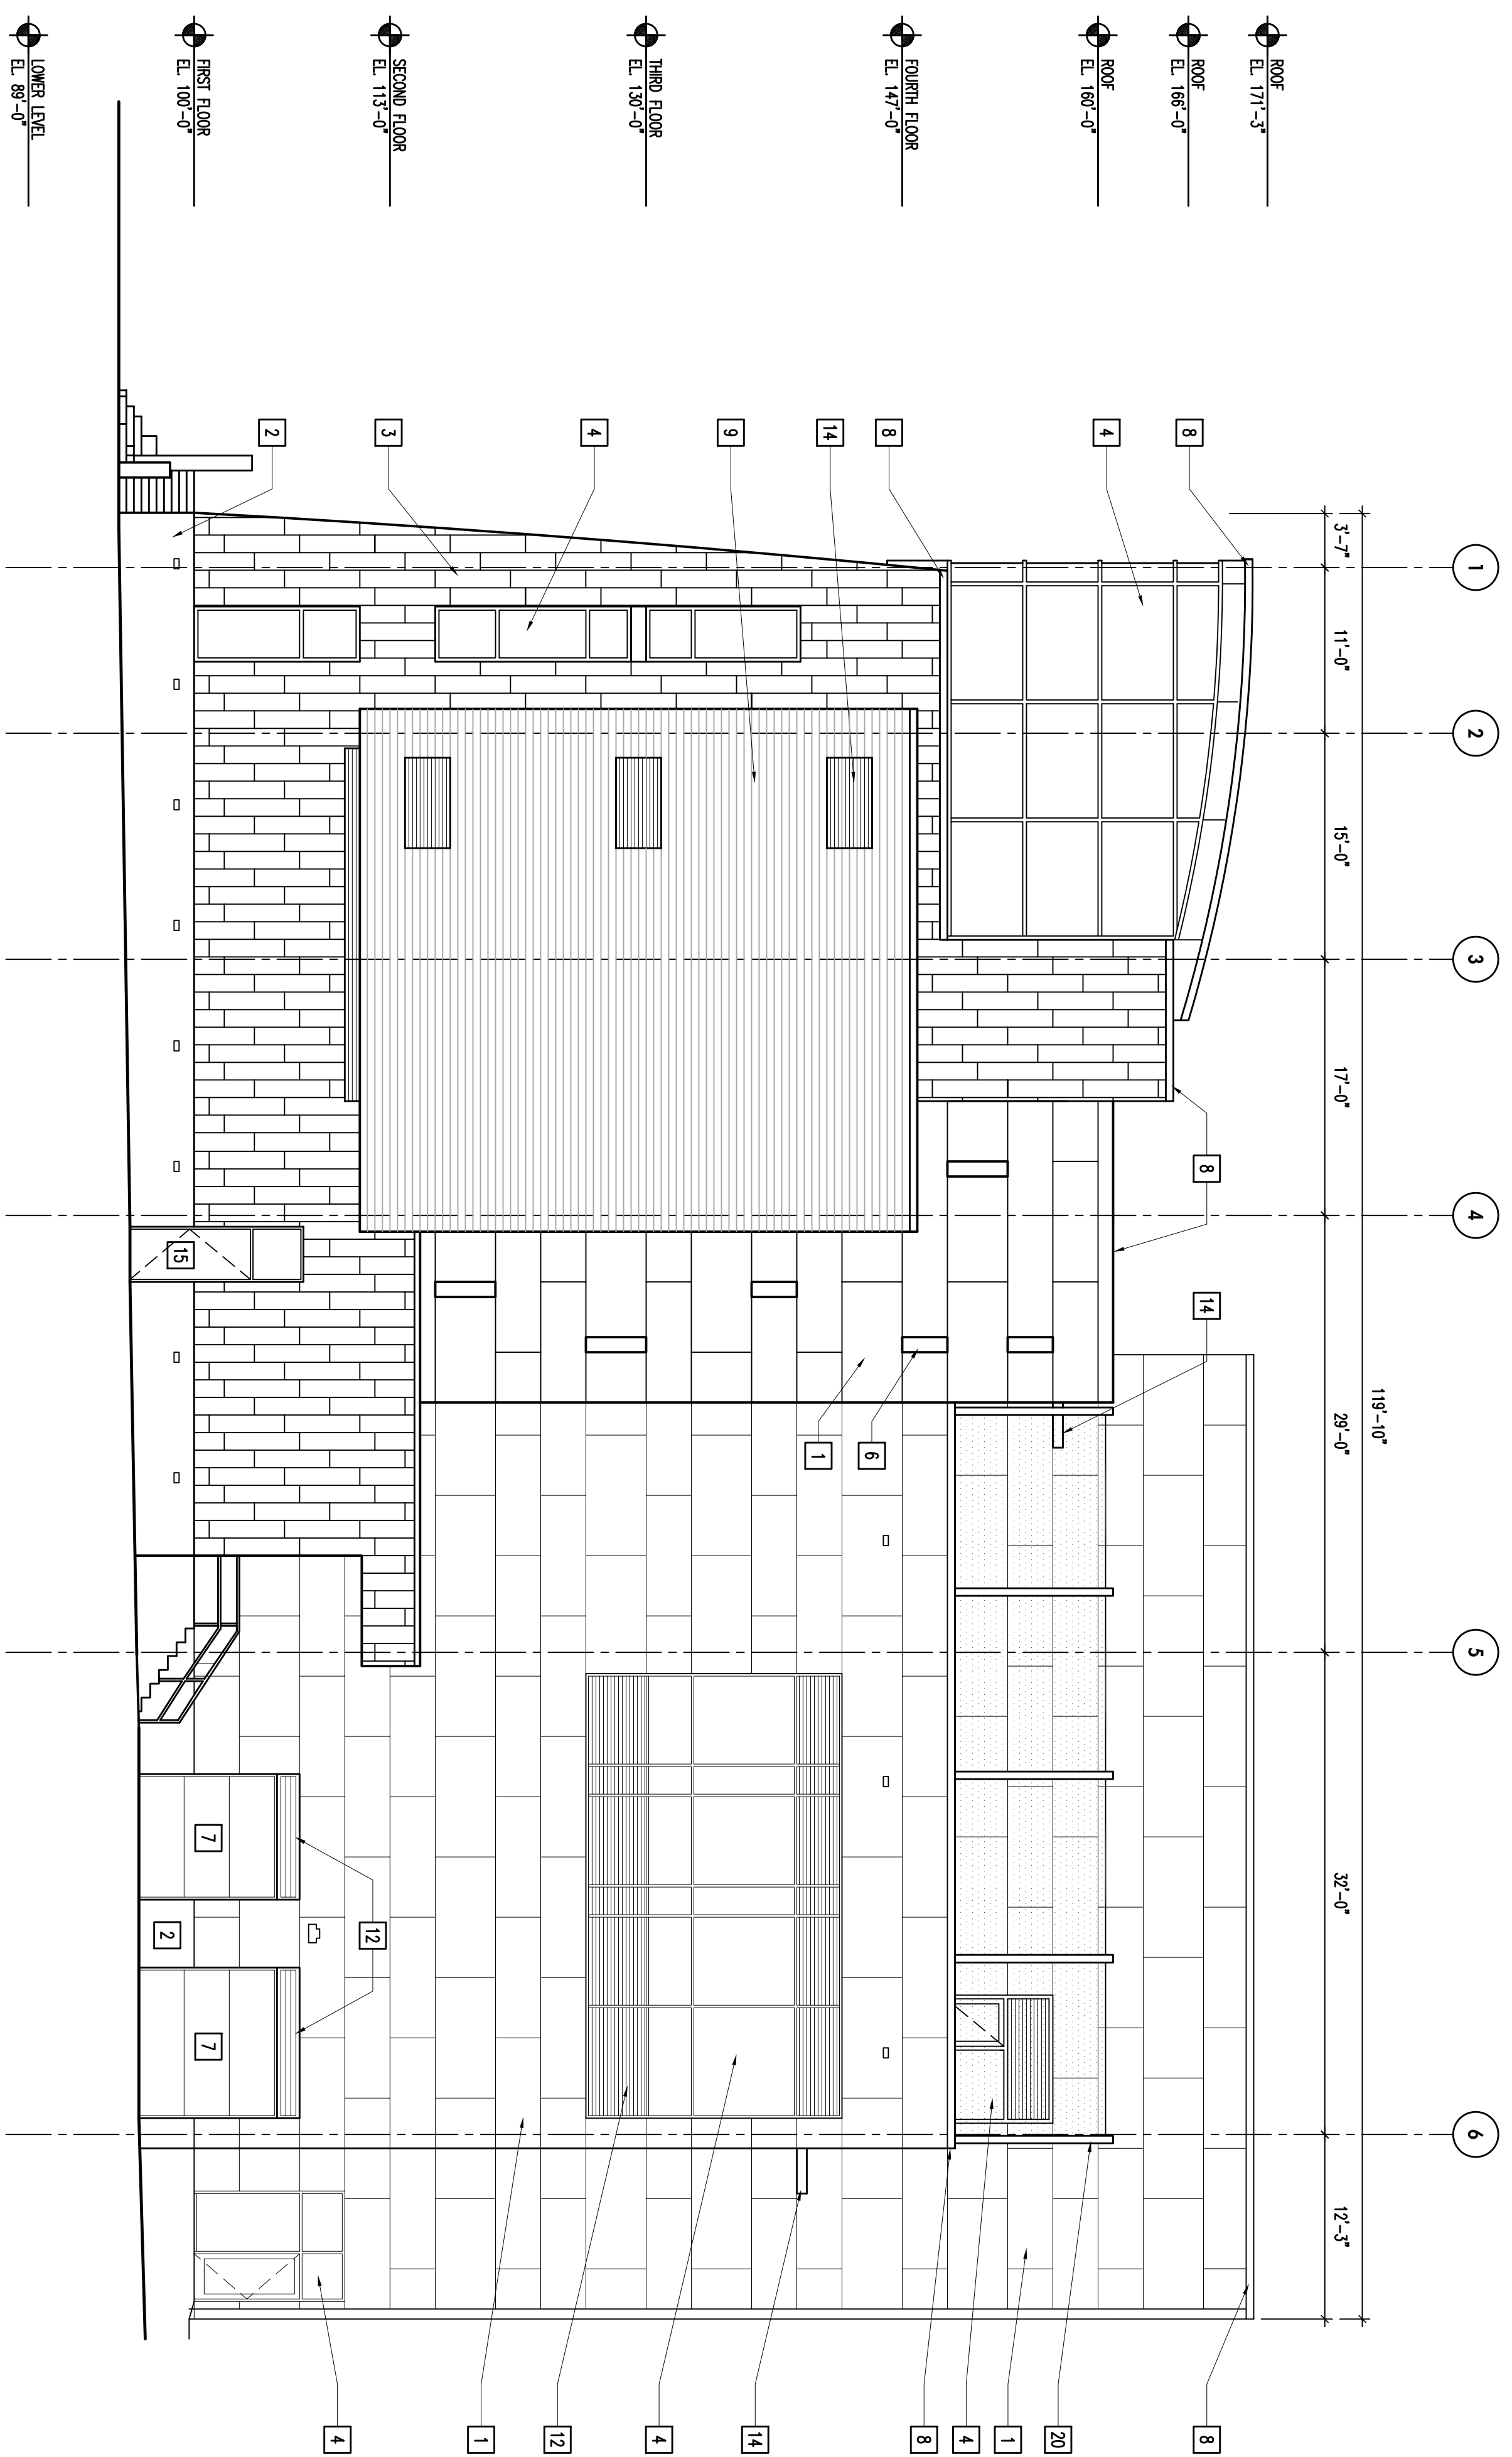 1 2 3 4 5 6
119'-10"
3'-7" 11'-0" 15'-0" 17'-0" 29'-0" 32'-0" 12'-3"
ROOF
EL. 171'-3"
8
8
14
8
ROOF
EL. 166'-0"
ROOF
EL. 160'-0"
4
20
1
4
8
FOURTH FLOOR
EL. 147'-0"
8
6
14
1
14
9
THIRD FLOOR
EL. 130'-0"
4
4
12
1
SECOND FLOOR
EL. 113'-0"
3
12
4
2
FIRST FLOOR
EL. 100'-0"
7
7
15
2
LOWER LEVEL
EL. 89'-0"